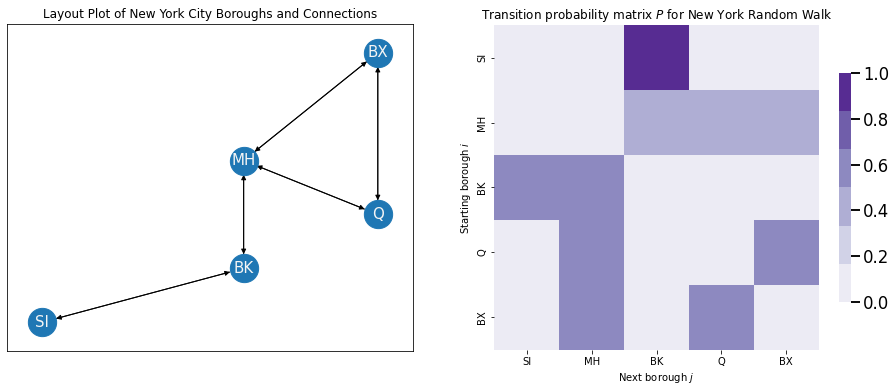 Layout Plot of New York City Boroughs and Connections
BX
MH
Q
BK
SI
Transition probability matrix P for New York Random Walk
Starting borough i
SI
MH
BK
Q
BX
SI MH BK Q BX
Next borough j
1.0
0.8
0.6
0.4
0.2
0.0